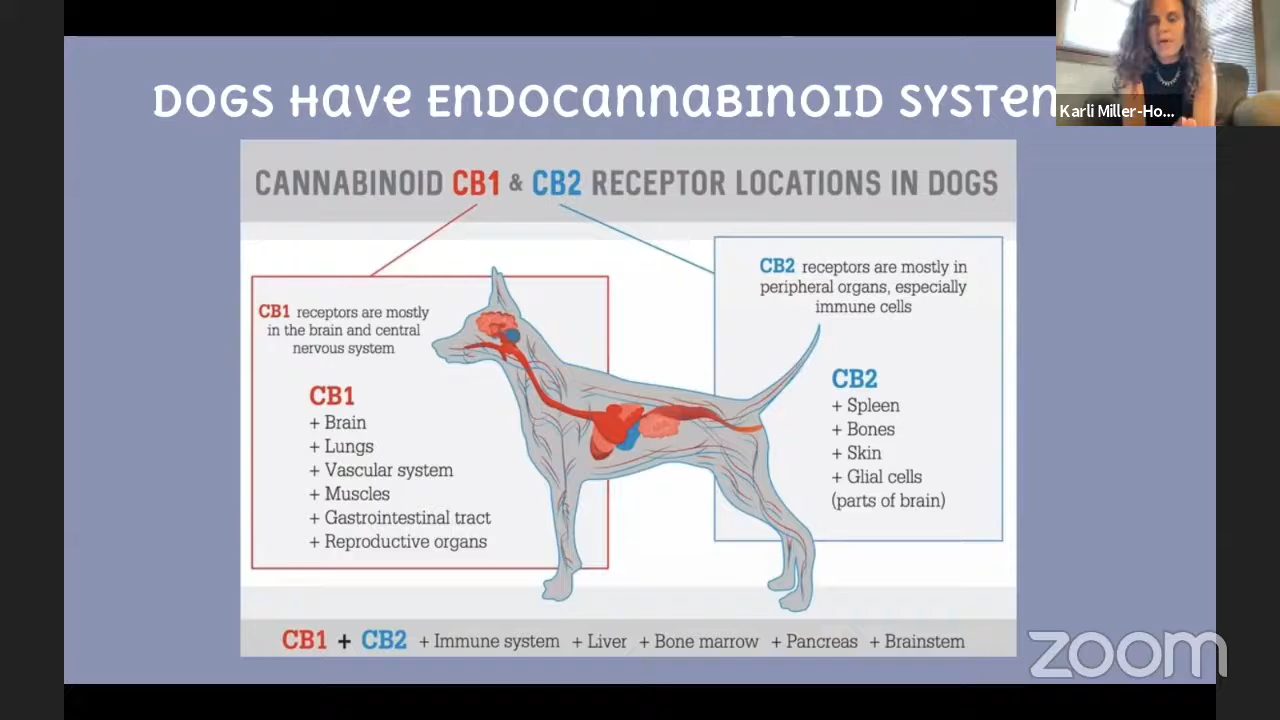 DOGS Have ENDOCannaBINOID SYSTEM
Karli Miller-Ho...
CANNABINOID CB1 & CB2 RECEPTOR LOCATIONS IN DOGS
CB1 receptors are mostly
in the brain and central
nervous system
CB1
+ Brain
+ Lungs
+ Vascular system
+ Muscles
+ Gastrointestinal tract
+ Reproductive organs
CB2 receptors are mostly in
peripheral organs, especially
immune cells
CB2
+ Spleen
+ Bones
+ Skin
+ Glial cells
(parts of brain)
CB1 + CB2 + Immune system + Liver + Bone marrow + Pancreas + Brainstem
zoom